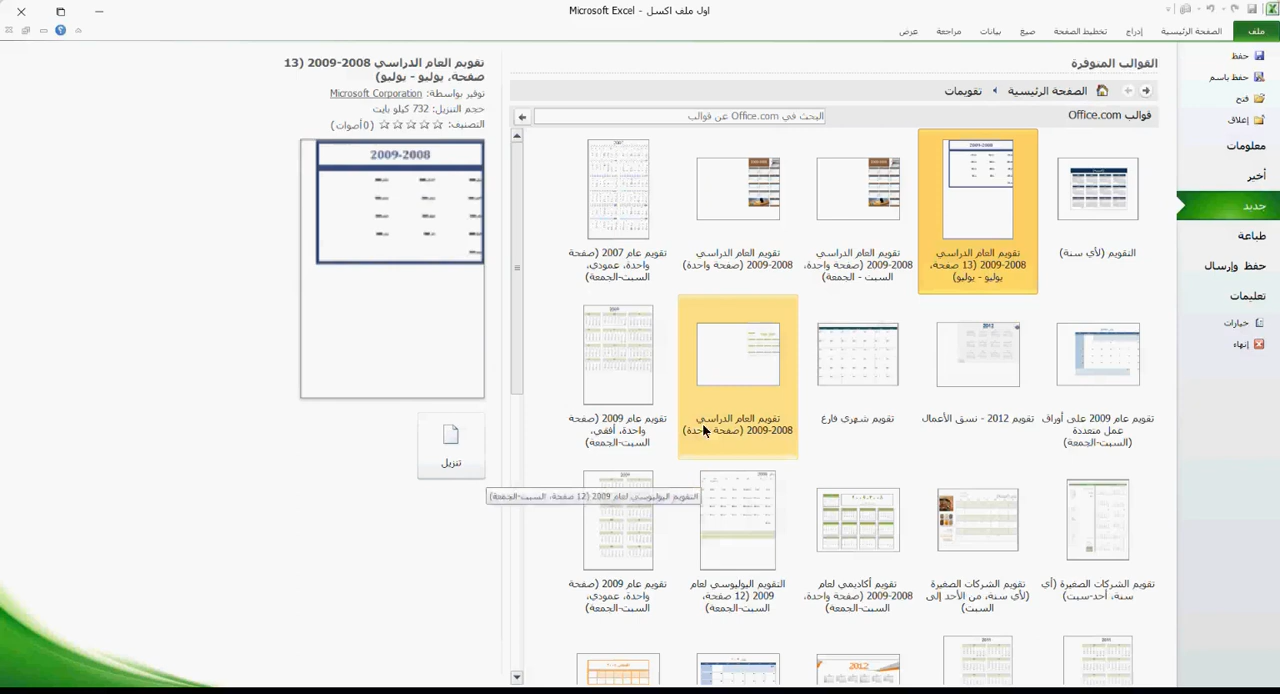 اول ملف اكسل - Microsoft Excel
ملف
الصفحة الرئيسية
إدراج
تخطيط الصفحة
صيغ
بيانات
مراجعة
عرض
حفظ
حفظ باسم
فتح
إغلاق
معلومات
أخير
جديد
طباعة
حفظ وإرسال
تعليمات
خيارات
إنهاء
القوالب المتوفرة
الصفحة الرئيسية
تقويمات
قوالب Office.com
البحث في Office.com عن قوالب
التقويم (لأي سنة)
تقويم العام الدراسي
2008-2009 (13 صفحة،
يوليو - يوليو)
تقويم العام الدراسي
2008-2009 (صفحة واحدة،
السبت - الجمعة)
تقويم العام الدراسي
2008-2009 (صفحة واحدة)
تقويم عام 2007 (صفحة
واحدة، عمودي،
السبت-الجمعة)
تقويم عام 2009 على أوراق
عمل متعددة
(السبت-الجمعة)
تقويم 2012 - نسق الأعمال
تقويم شهري فارغ
تقويم العام الدراسي
2008-2009 (صفحة واحدة)
تقويم عام 2009 (صفحة
واحدة، أفقي،
السبت-الجمعة)
تقويم الشركات الصغيرة (أي
سنة، أحد-سبت)
تقويم الشركات الصغيرة
(لأي سنة، من الأحد إلى
السبت)
تقويم أكاديمي لعام
2008-2009 (صفحة واحدة،
السبت-الجمعة)
التقويم اليوليوسي لعام
2009 (12 صفحة،
السبت-الجمعة)
تقويم عام 2009 (صفحة
واحدة، عمودي،
السبت-الجمعة)
التقويم اليوليوسي لعام 2009 (12 صفحة، السبت-الجمعة)
2012
تقويم العام الدراسي 2008-2009 (13
صفحة، يوليو - يوليو)
توفير بواسطة: Microsoft Corporation
حجم التنزيل: 732 كيلو بايت
التصنيف: (0 أصوات)
2008-2009
تنزيل